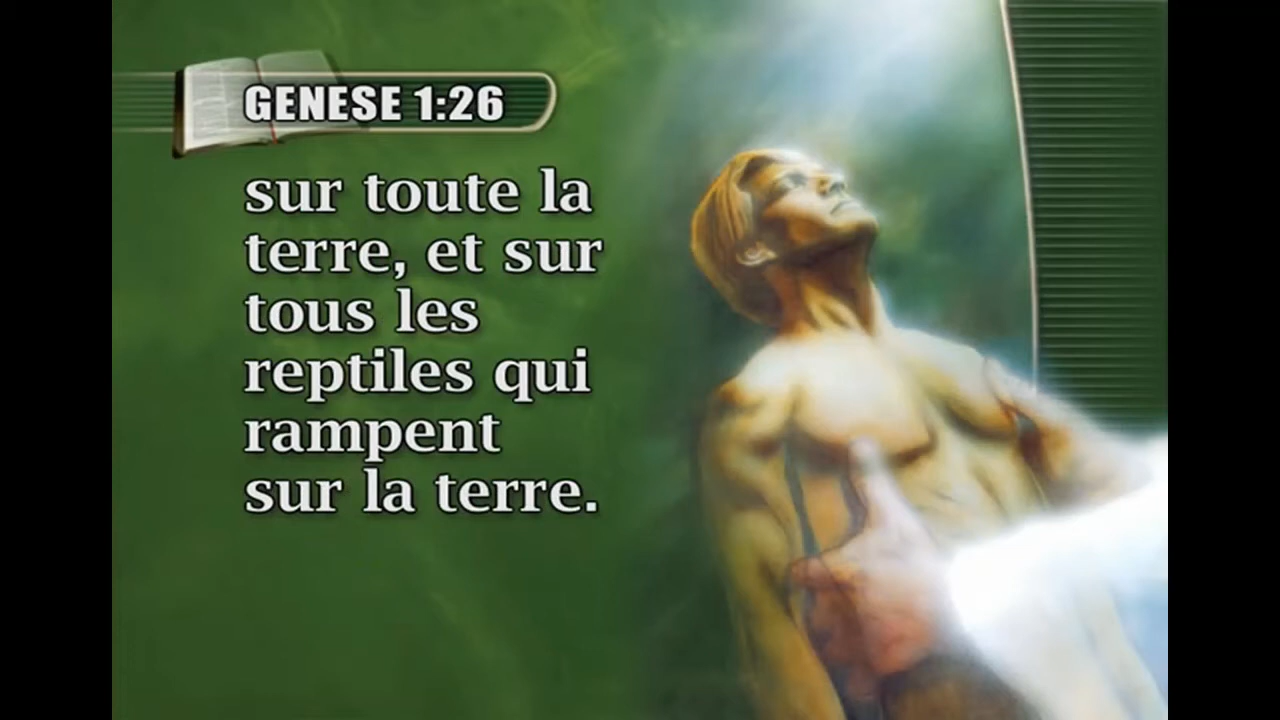 GENESE 1:26
sur toute la
terre, et sur
tous les
reptiles qui
rampent
sur la terre.